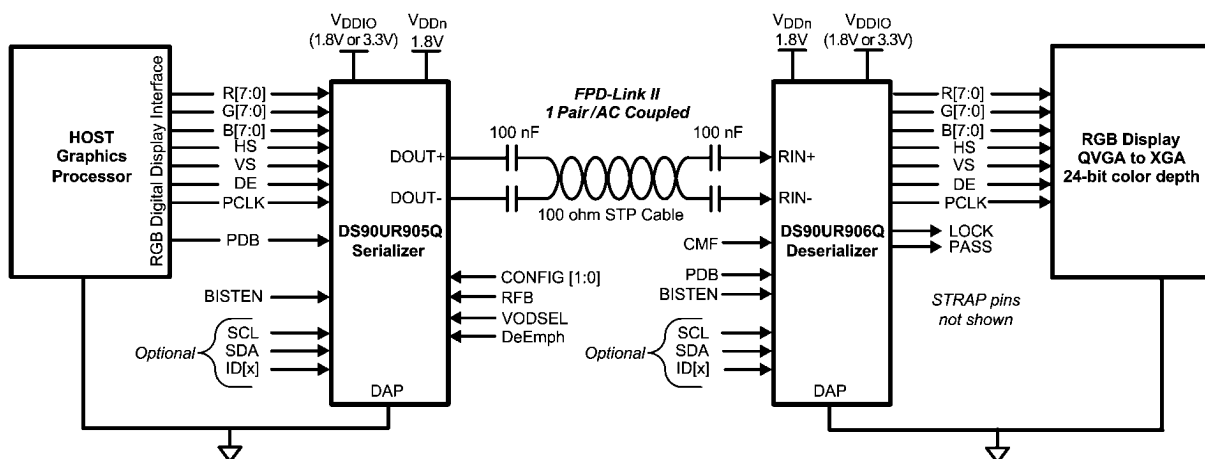 VDDIO
(1.8V or 3.3V)
VDDn
1.8V
VDDn
1.8V
VDDIO
(1.8V or 3.3V)
HOST
Graphics
Processor
RGB Digital Display Interface
R[7:0]
G[7:0]
B[7:0]
HS
VS
DE
PCLK
PDB
BISTEN
Optional
SCL
SDA
ID[x]
DOUT+
DOUT-
DS90UR905Q
Serializer
DAP
CONFIG [1:0]
RFB
VODSEL
DeEmph
FPD-Link II
1 Pair/AC Coupled
100 nF
100 nF
100 ohm STP Cable
CMF
PDB
BISTEN
Optional
SCL
SDA
ID[x]
RIN+
RIN-
DS90UR906Q
Deserializer
DAP
R[7:0]
G[7:0]
B[7:0]
HS
VS
DE
PCLK
LOCK
PASS
STRAP pins
not shown
RGB Display
QVGA to XGA
24-bit color depth